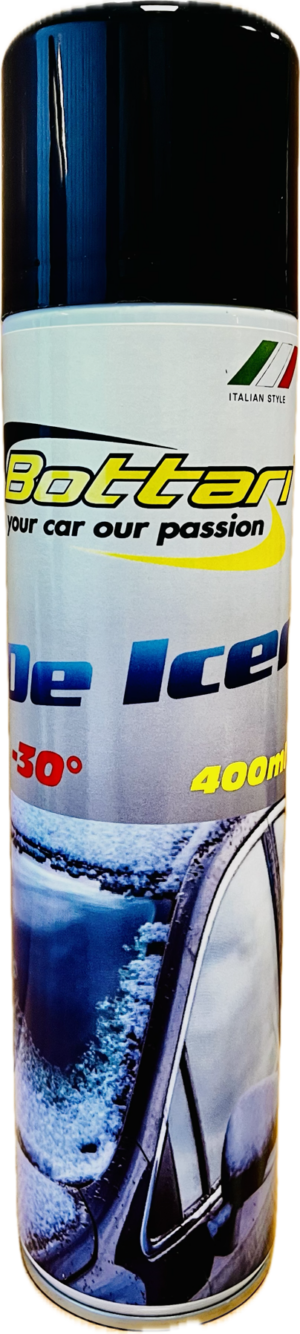 ITALIAN STYLE
Bottari
your car our passion
De Icer
-30°
400ml